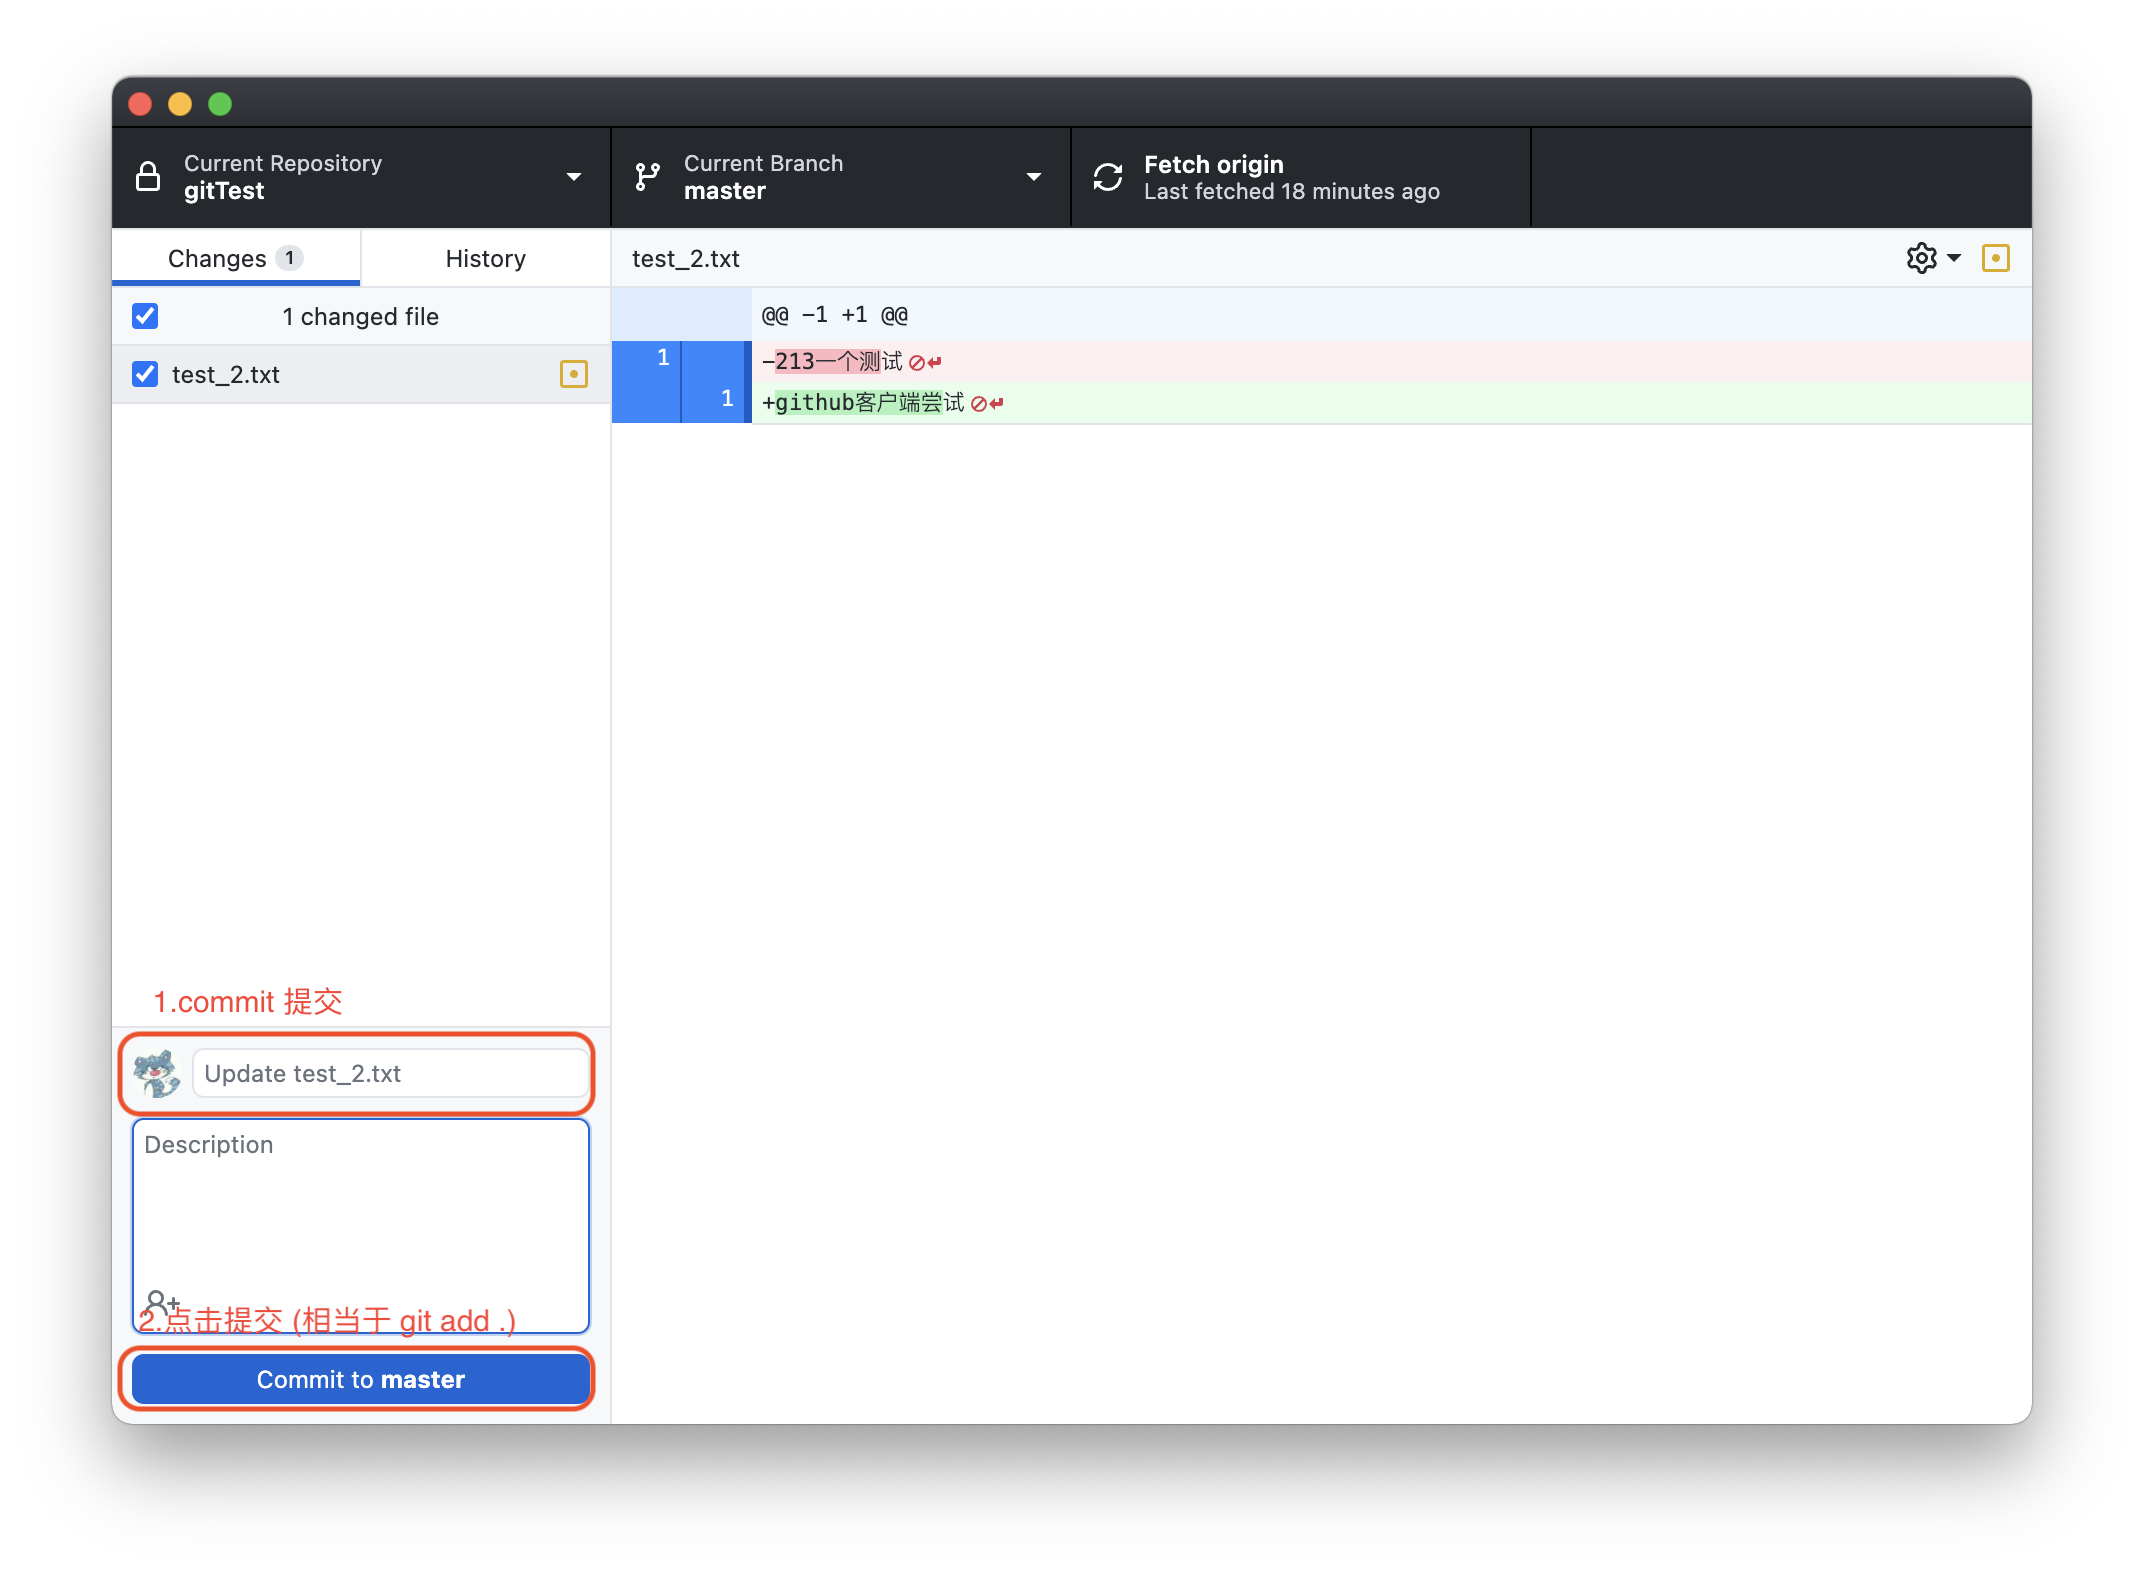 Current Repository
gitTest
Current Branch
master
Fetch origin
Last fetched 18 minutes ago
Changes 1
History
test_2.txt
1 changed file
test_2.txt
@@ -1 +1 @@
1 -213一个测试
1 +github客户端尝试
1.commit 提交
Update test_2.txt
Description
2.点击提交 (相当于 git add .)
Commit to master